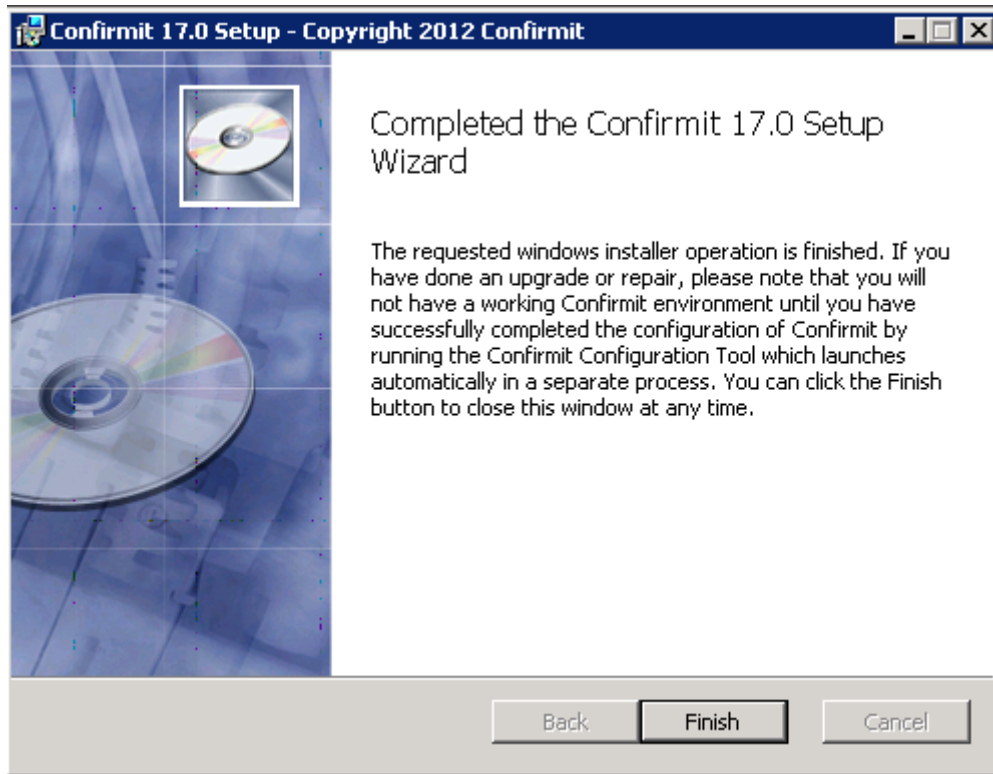 Confirmit 17.0 Setup - Copyright 2012 Confirmit
Completed the Confirmit 17.0 Setup
Wizard
The requested windows installer operation is finished. If you
have done an upgrade or repair, please note that you will
not have a working Confirmit environment until you have
successfully completed the configuration of Confirmit by
running the Confirmit Configuration Tool which launches
automatically in a separate process. You can click the Finish
button to close this window at any time.
Back Finish Cancel